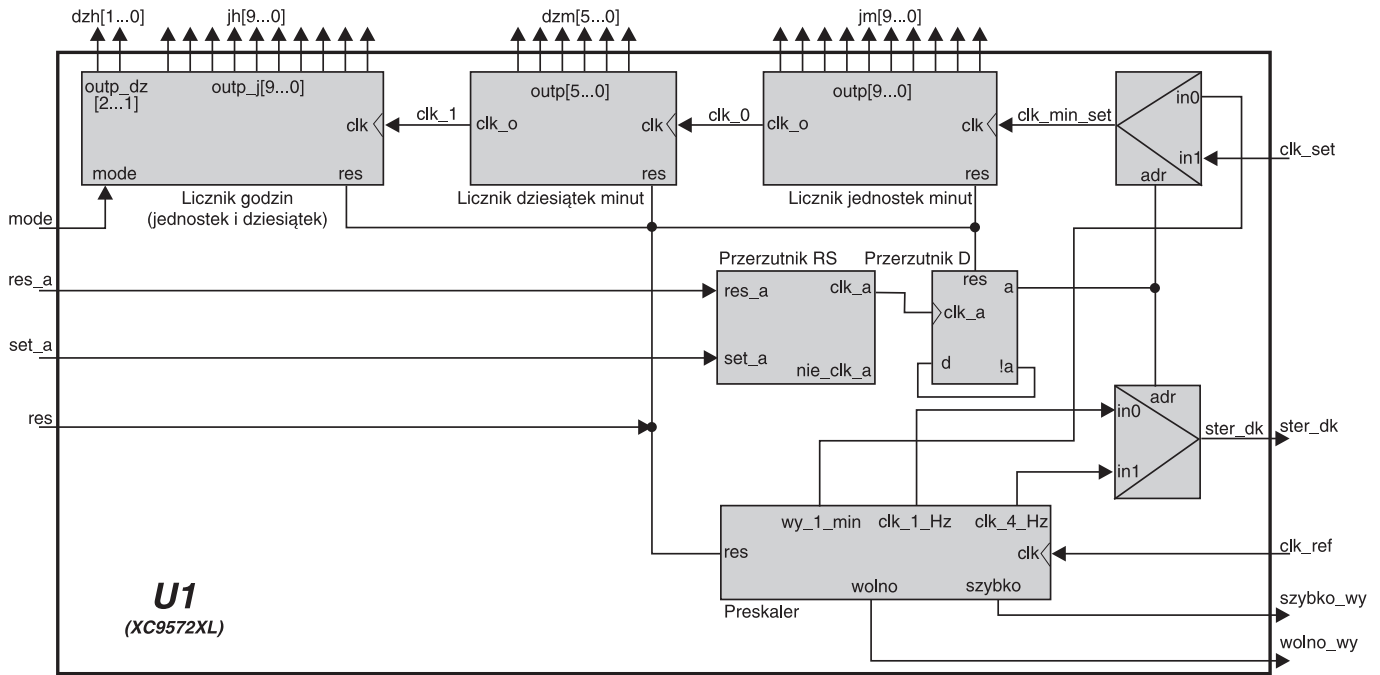 dzh[1...0]
jh[9...0]
dzm[5...0]
jm[9...0]
outp_dz
[2...1]
outp_j[9...0]
clk
mode
res
clk_1
clk_o
outp[5...0]
clk
res
clk_0
clk_o
outp[9...0]
clk
res
clk_min_set
in0
in1
adr
clk_set
Licznik godzin
(jednostek i dziesiątek)
Licznik dziesiątek minut
Licznik jednostek minut
mode
res_a
set_a
res
Przerzutnik RS
res_a
clk_a
set_a
nie_clk_a
Przerzutnik D
res
a
clk_a
d
!a
adr
in0
in1
ster_dk
ster_dk
wy_1_min
clk_1_Hz
clk_4_Hz
res
clk
wolno
szybko
Preskaler
clk_ref
szybko_wy
wolno_wy
U1
(XC9572XL)